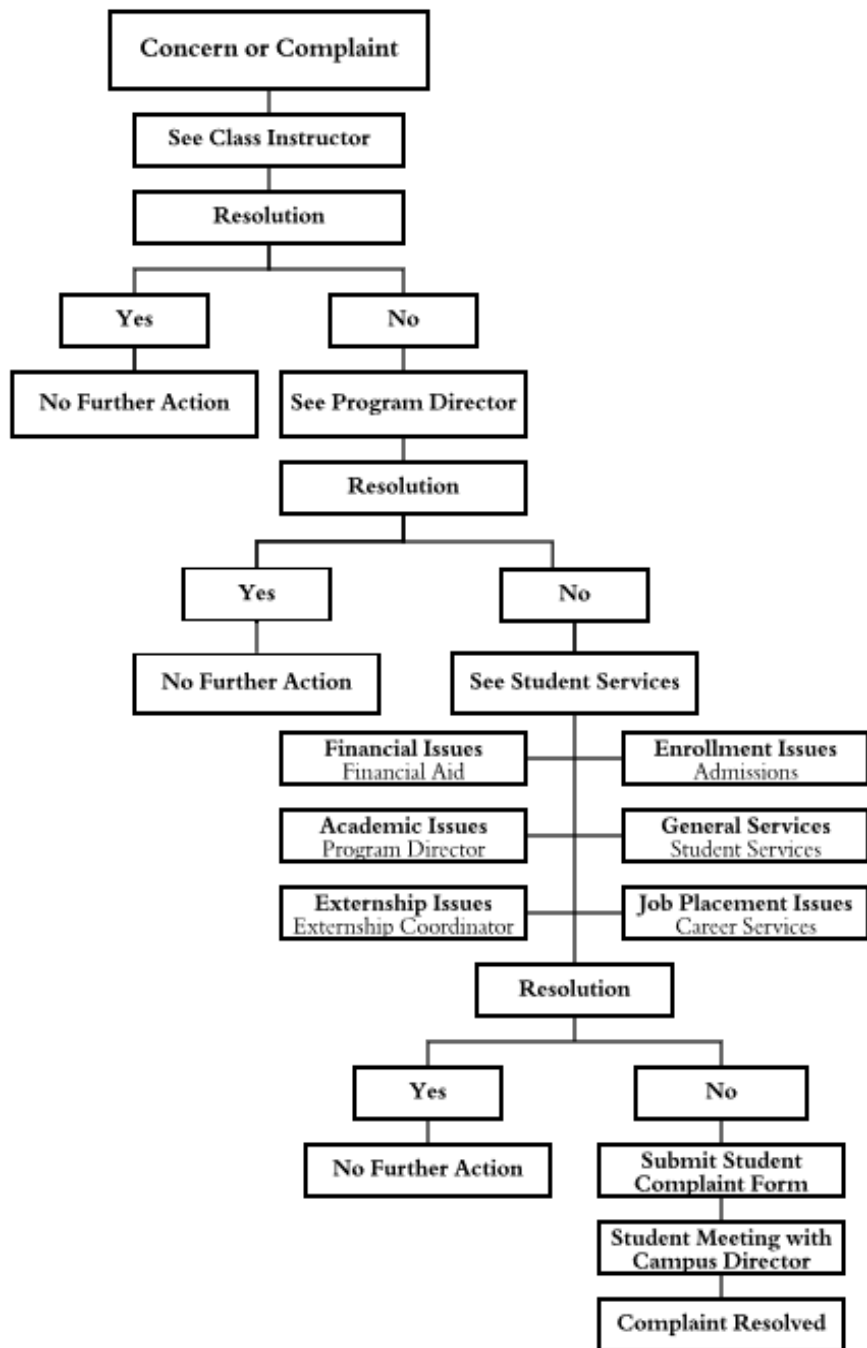 Concern or Complaint
See Class Instructor
Resolution
Yes
No
No Further Action
See Program Director
Resolution
Yes
No
No Further Action
See Student Services
Financial Issues
Financial Aid
Enrollment Issues
Admissions
Academic Issues
Program Director
General Services
Student Services
Externship Issues
Externship Coordinator
Job Placement Issues
Career Services
Resolution
Yes
No
No Further Action
Submit Student
Complaint Form
Student Meeting with
Campus Director
Complaint Resolved